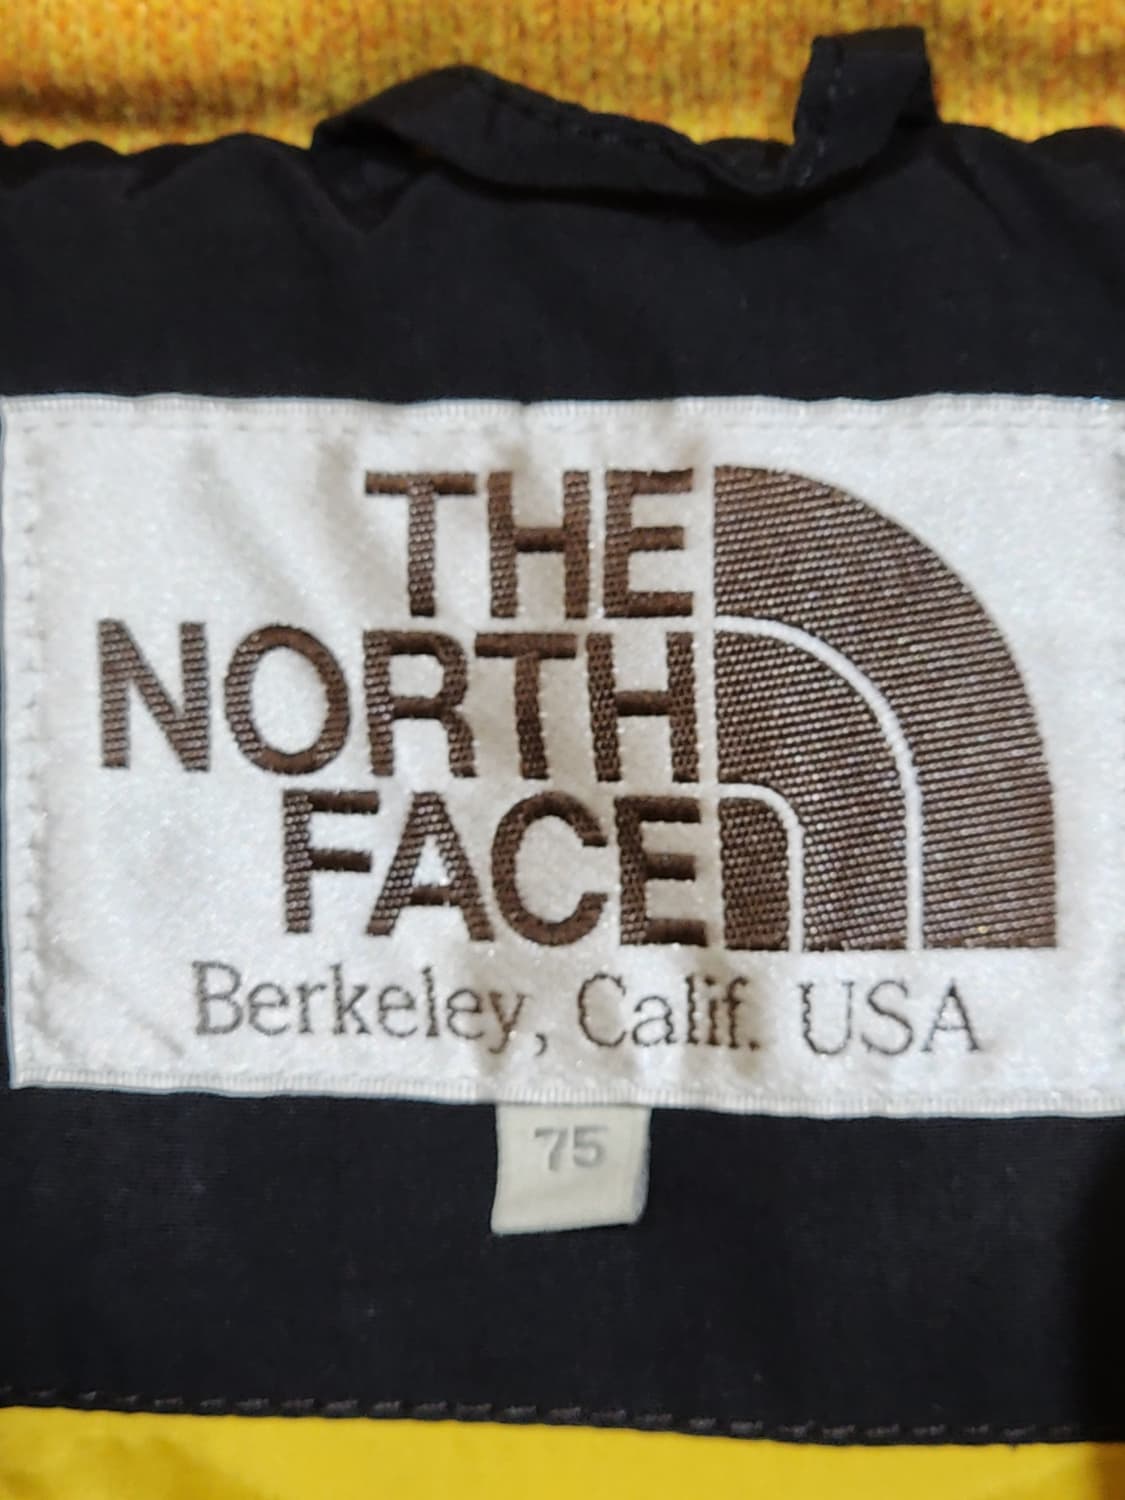 THE
NORTH
FACE
Berkeley, Calif. USA
75